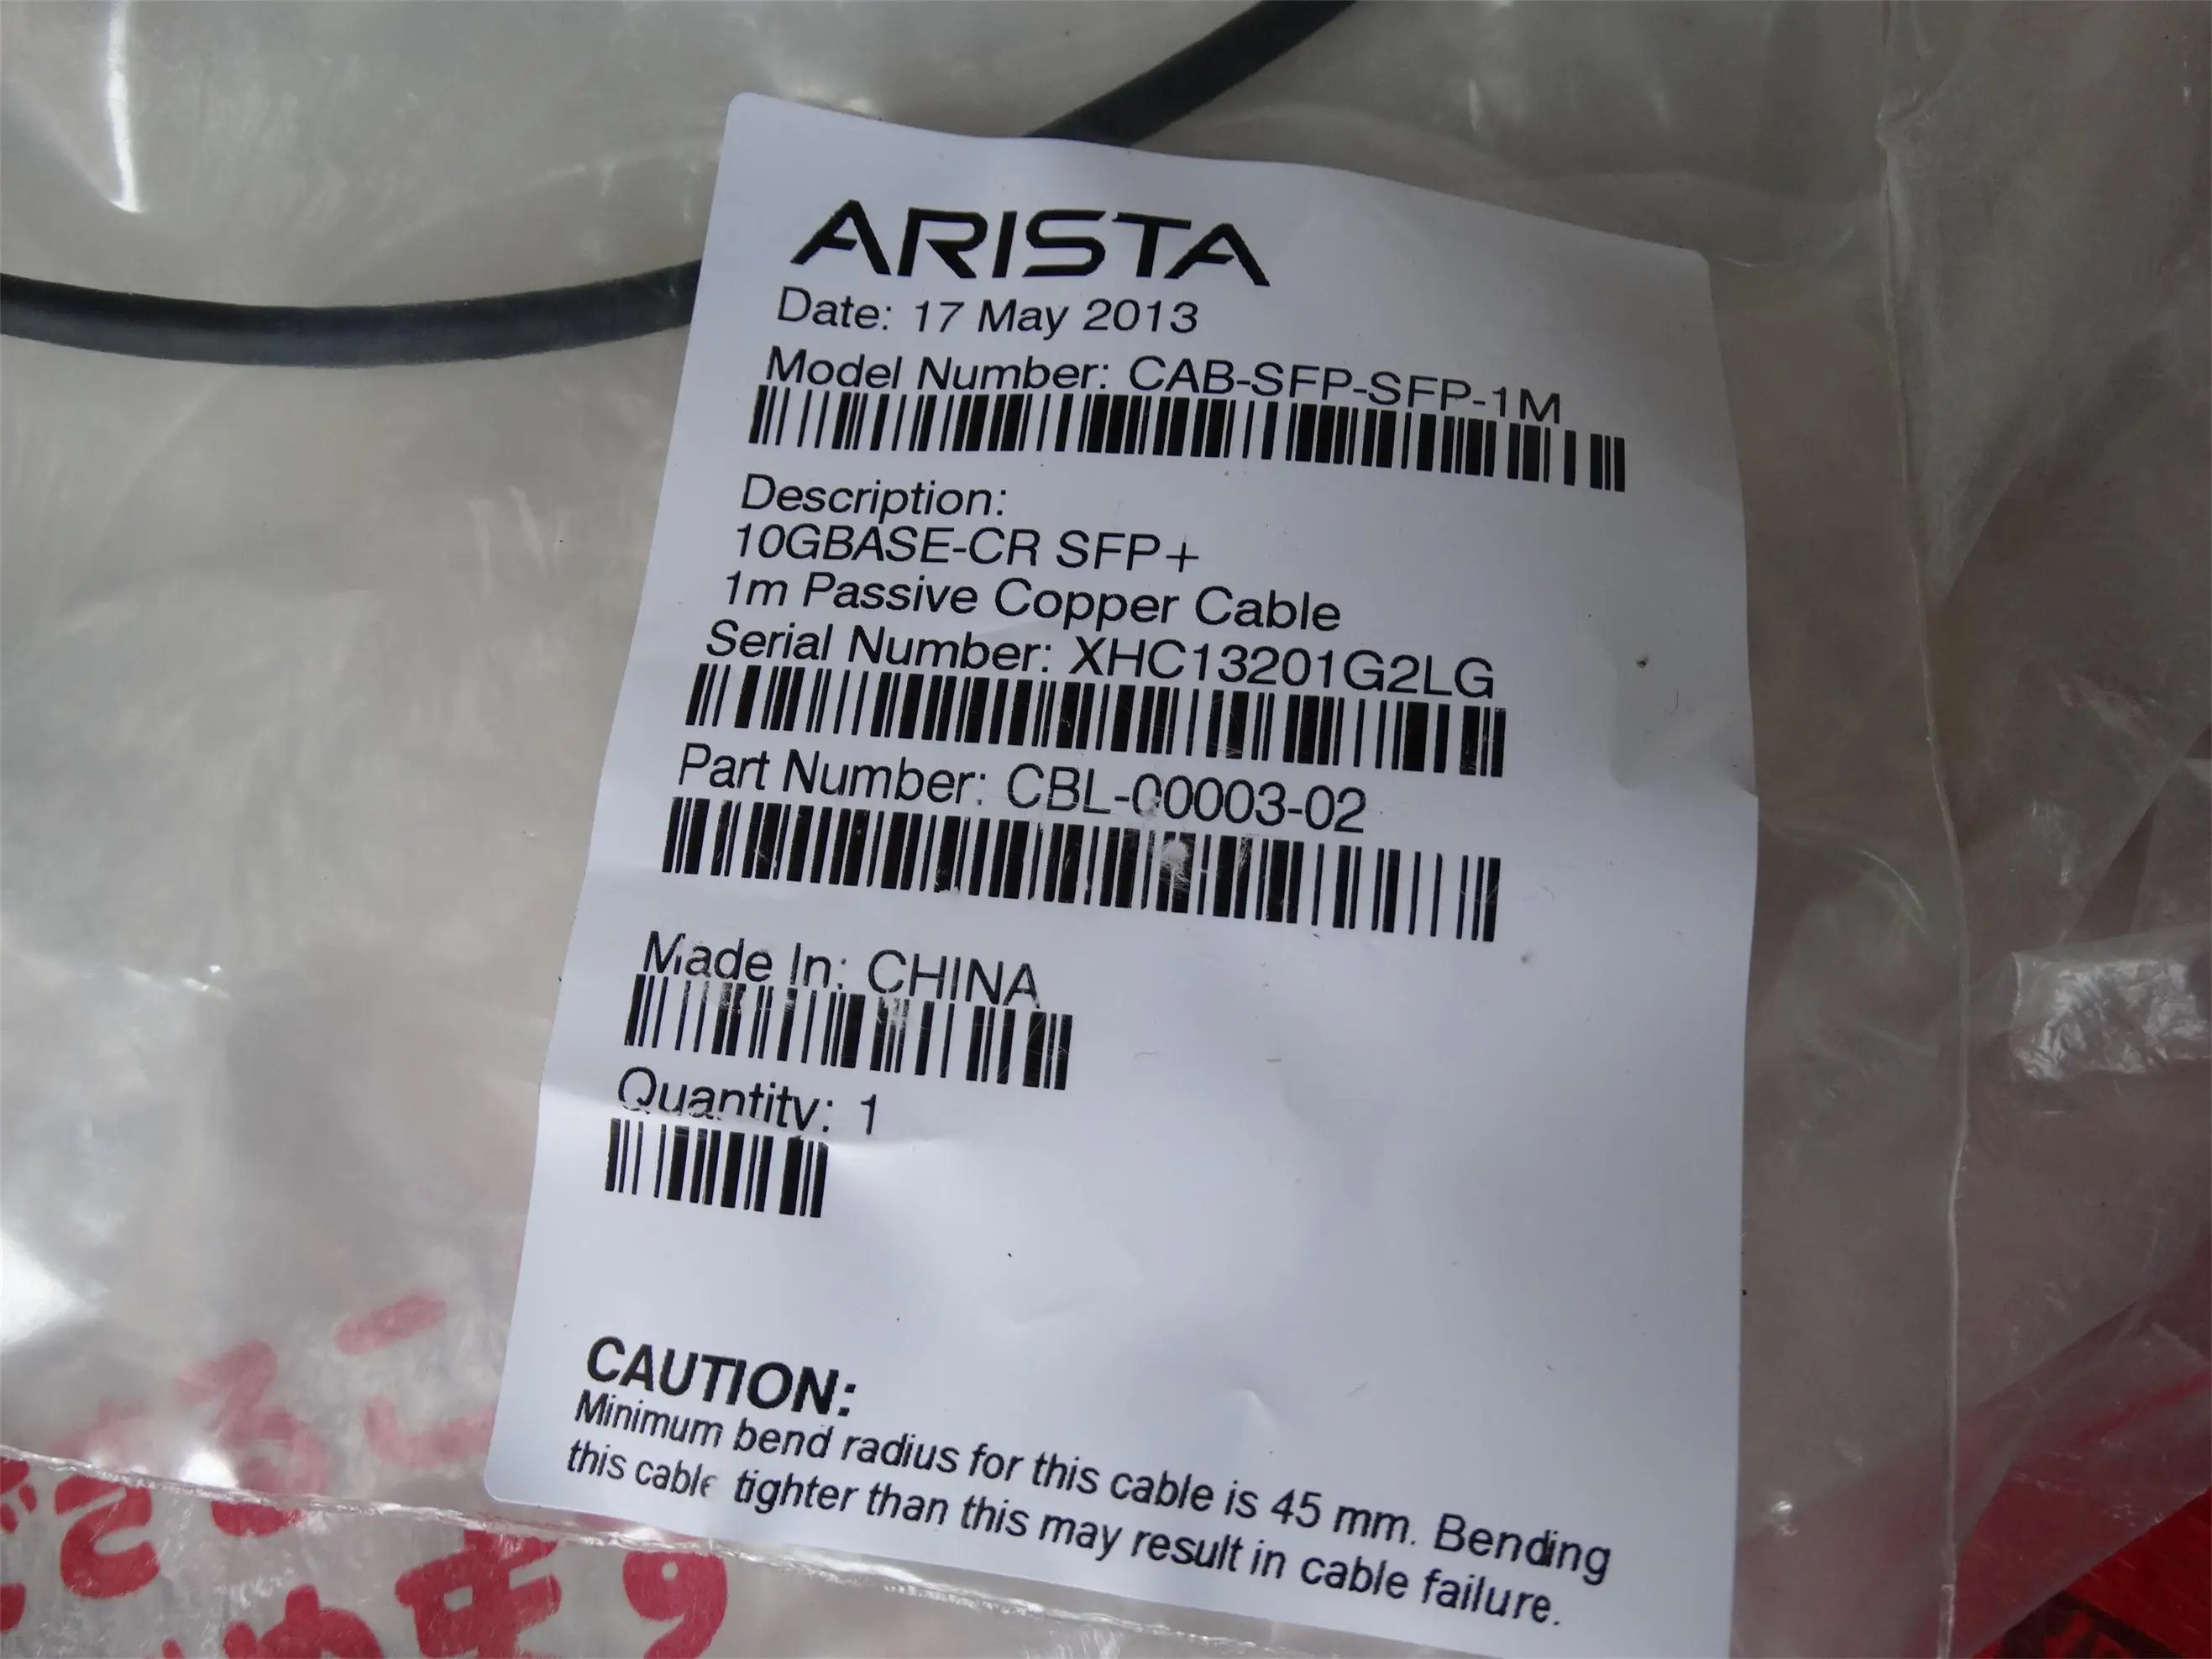 ARISTA
Date: 17 May 2013
Model Number: CAB-SFP-SFP-1M
Description:
10GBASE-CR SFP+
1m Passive Copper Cable
Serial Number: XHC13201G2LG
Part Number: CBL-00003-02
Made In: CHINA
Quantity: 1
CAUTION:
Minimum bend radius for this cable is 45 mm. Bending
this cable tighter than this may result in cable failure.